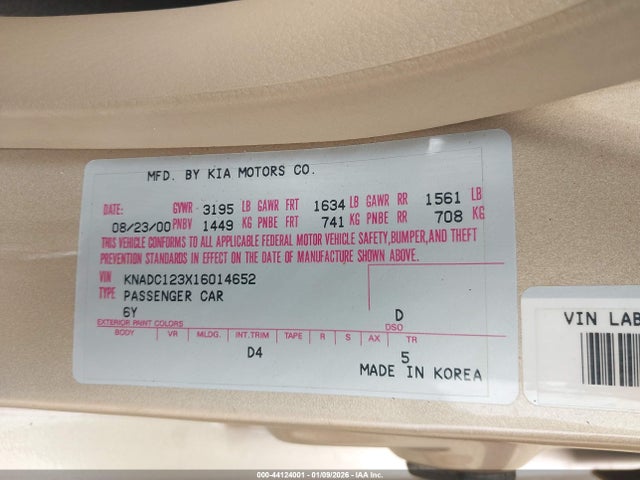 MFD. BY KIA MOTORS CO.
DATE: GVWR 3195 LB GAWR FRT 1634 LB GAWR RR 1561 LB
08/23/00 PNBV 1449 KG PNBE FRT 741 KG PNBE RR 708 KG
THIS VEHICLE CONFORMS TO ALL APPLICABLE FEDERAL MOTOR VEHICLE SAFETY,BUMPER,AND THEFT
PREVENTION STANDARDS IN EFFECT ON THE DATE OF MANUFACTURE SHOWN ABOVE.
VIN KNADC123X16014652
TYPE PASSENGER CAR
6Y D
EXTERIOR PAINT COLORS DSO
BODY VR MLDG. INT.TRIM TAPE R S AX TR
D4 5
MADE IN KOREA
VIN LAB
000-44124001 - 01/09/2026 - IAA Inc.